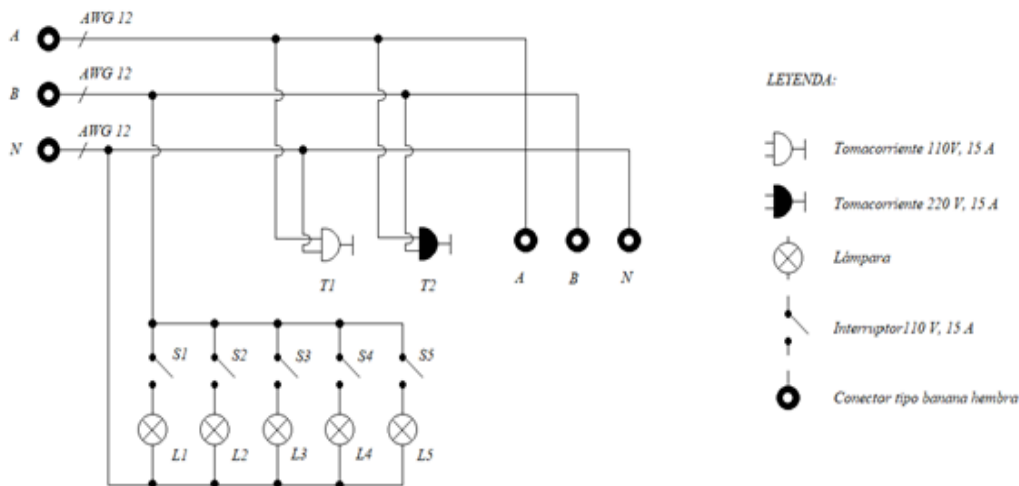 AWG 12
A
AWG 12
B
AWG 12
N
T1
T2
A
B
N
S1
S2
S3
S4
S5
L1
L2
L3
L4
L5
LEYENDA:
Tomacorriente 110V, 15 A
Tomacorriente 220 V, 15 A
Lámpara
Interruptor110 V, 15 A
Conector tipo banana hembra